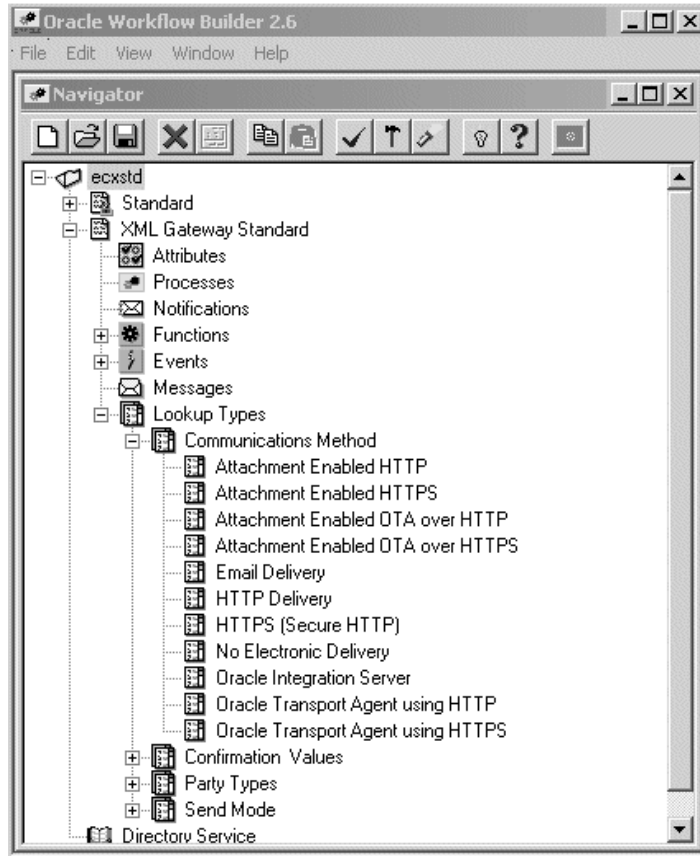 Oracle Workflow Builder 2.6
File Edit View Window Help
Navigator
ecxstd
Standard
XML Gateway Standard
Attributes
Processes
Notifications
Functions
Events
Messages
Lookup Types
Communications Method
Attachment Enabled HTTP
Attachment Enabled HTTPS
Attachment Enabled OTA over HTTP
Attachment Enabled OTA over HTTPS
Email Delivery
HTTP Delivery
HTTPS (Secure HTTP)
No Electronic Delivery
Oracle Integration Server
Oracle Transport Agent using HTTP
Oracle Transport Agent using HTTPS
Confirmation Values
Party Types
Send Mode
Directory Service